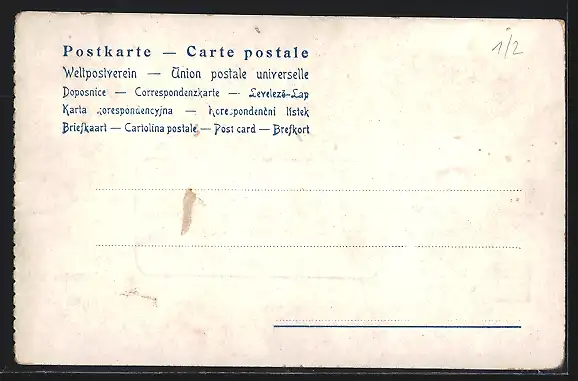 Postkarte — Carte postale
1/2
Weltpostverein — Union postale universelle
Doposnice — Correspondenzkarte — Levelező-Lap
Karta korespondencyjna — Korespondenční lístek
Briefkaart — Cartolina postale — Post card — Brefkort